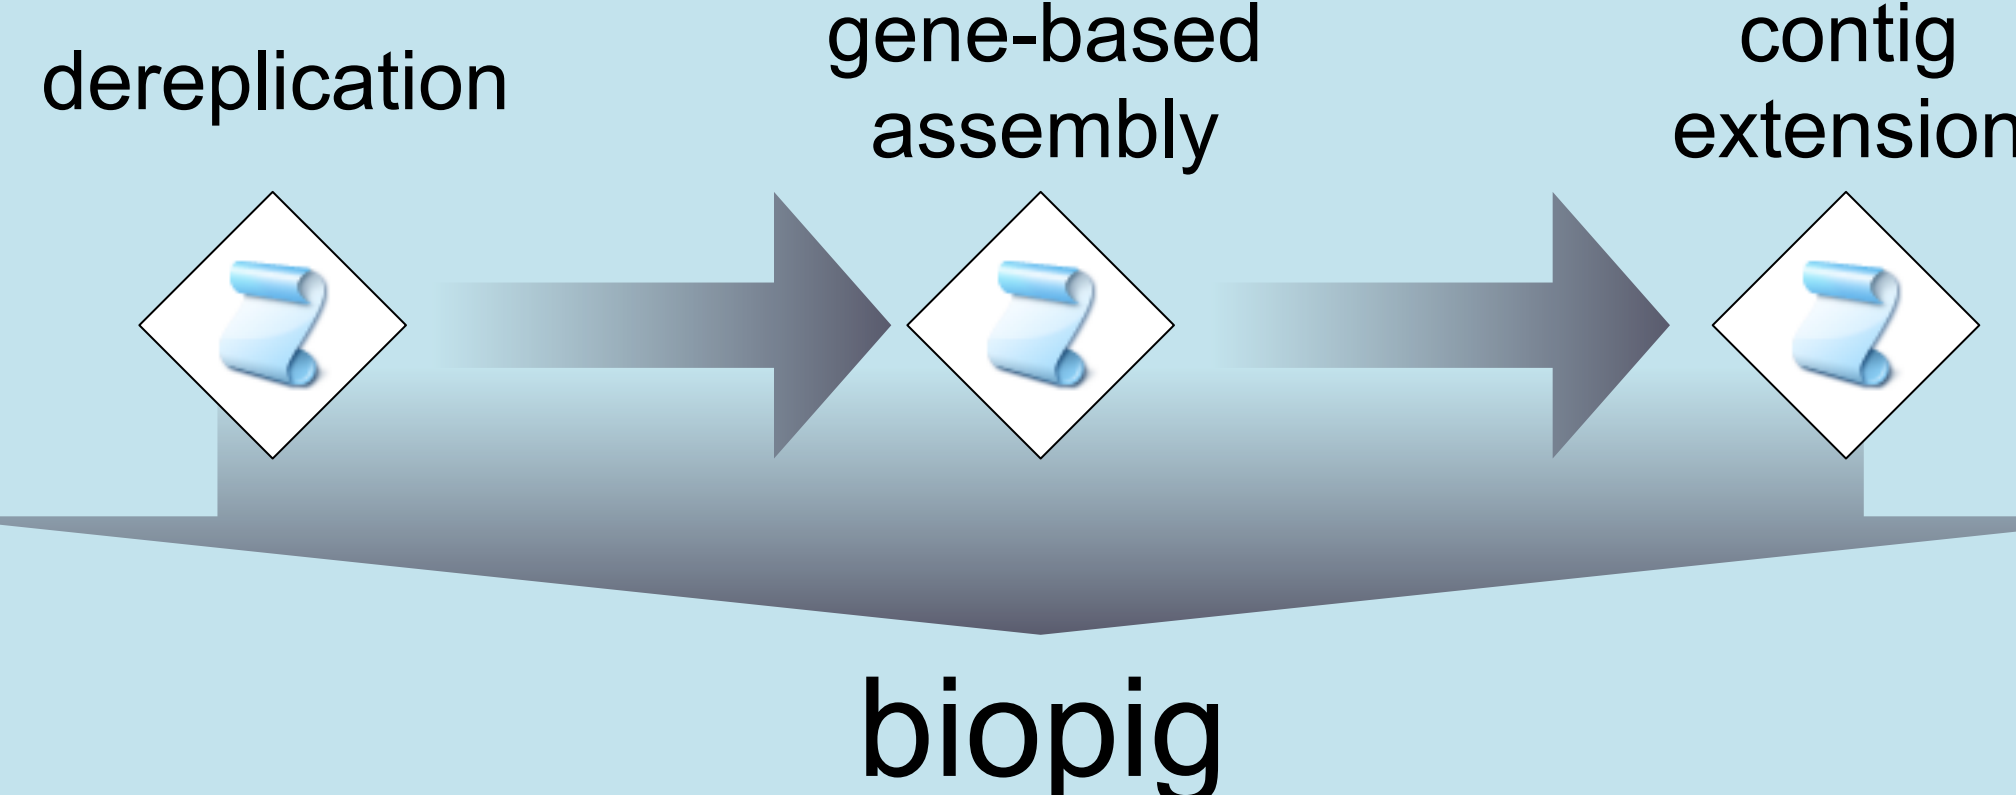 dereplication
gene-based
assembly
contig
extension
biopig